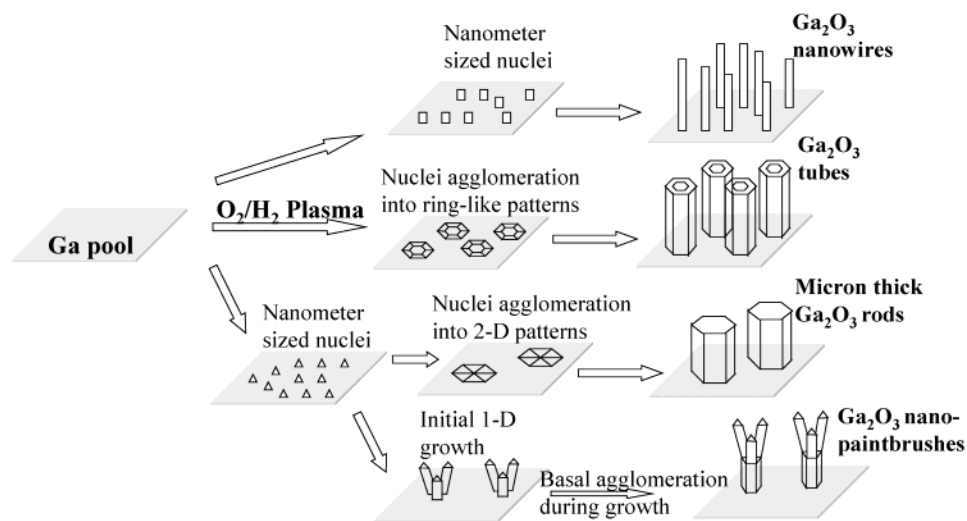 Nanometer
sized nuclei
Ga₂O₃
nanowires
Nuclei agglomeration
into ring-like patterns
Ga₂O₃
tubes
O₂/H₂ Plasma
Ga pool
Nanometer
sized nuclei
Nuclei agglomeration
into 2-D patterns
Micron thick
Ga₂O₃ rods
Initial 1-D
growth
Basal agglomeration
during growth
Ga₂O₃ nano-
paintbrushes